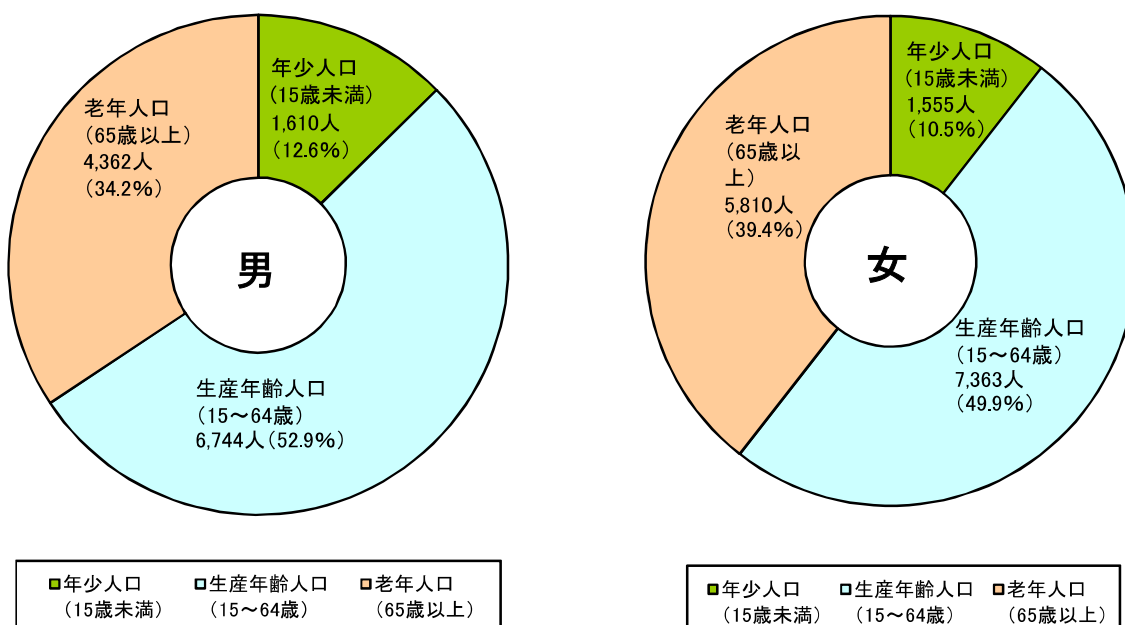 年少人口
(15歳未満)
1,610人
(12.6%)
老年人口
(65歳以上)
4,362人
(34.2%)
男
生産年齢人口
(15～64歳)
6,744人(52.9%)
■年少人口
(15歳未満)
■生産年齢人口
(15～64歳)
■老年人口
(65歳以上)
年少人口
(15歳未満)
1,555人
(10.5%)
老年人口
(65歳以
上)
5,810人
(39.4%)
女
生産年齢人口
(15～64歳)
7,363人
(49.9%)
■年少人口
(15歳未満)
■生産年齢人口
(15～64歳)
■老年人口
(65歳以上)